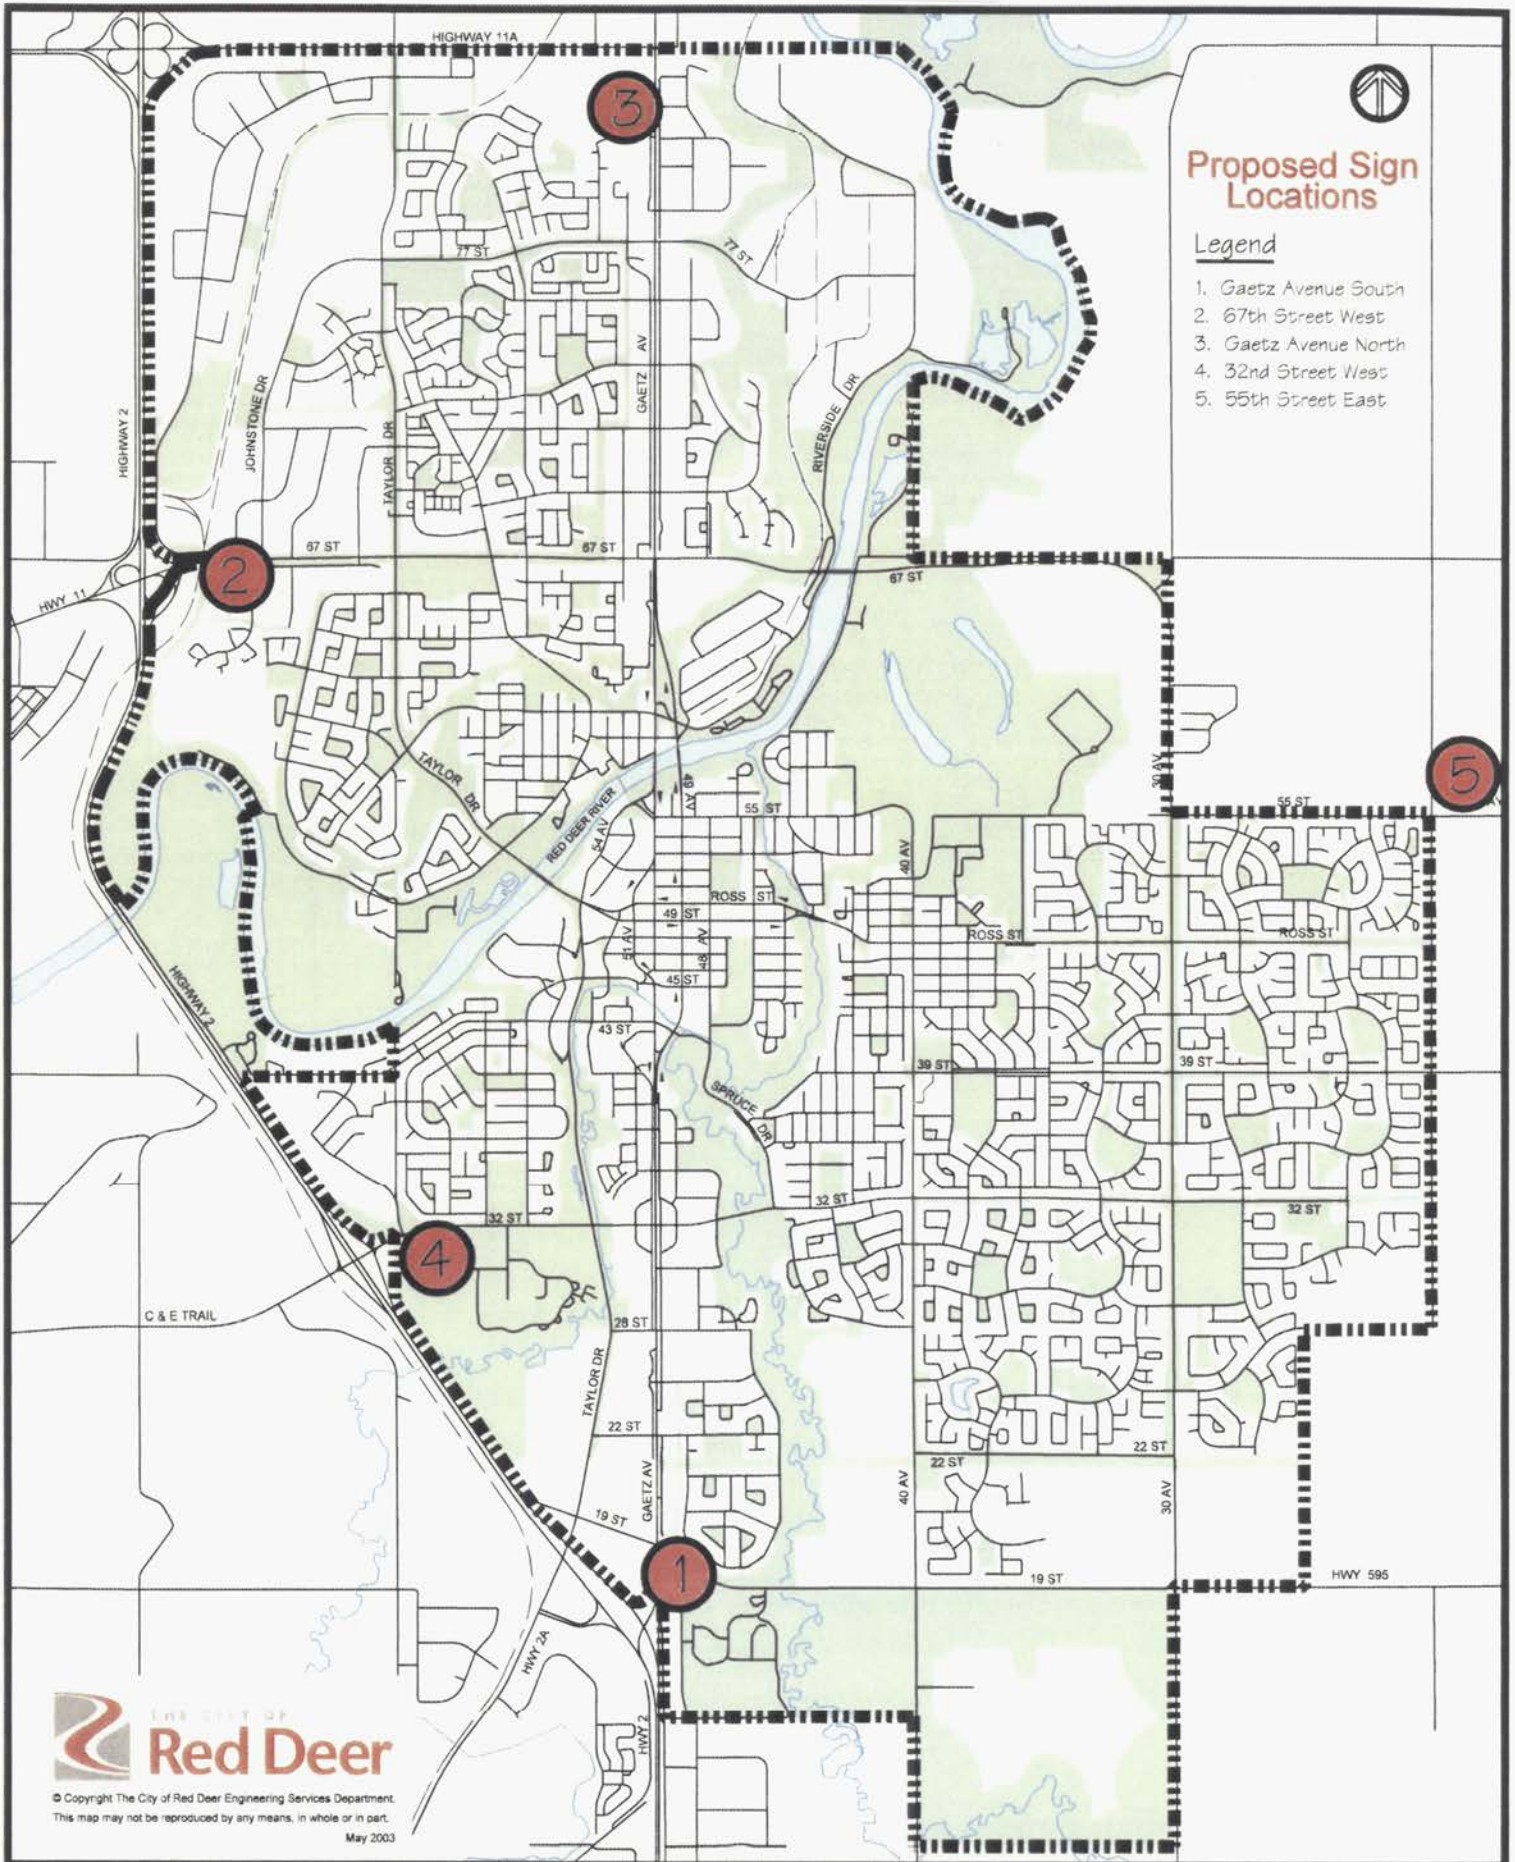 HIGHWAY 11A
3
Proposed Sign
Locations
Legend
1. Gaetz Avenue South
2. 67th Street West
3. Gaetz Avenue North
4. 32nd Street West
5. 55th Street East
77 ST
77 ST
HIGHWAY 2
JOHNSTONE DR
TAYLOR DR
GAETZ AV
RIVERSIDE DR
67 ST
67 ST
67 ST
2
HWY 11
TAYLOR DR
RED DEER RIVER
54 AV
49 AV
55 ST
40 AV
30 AV
55 ST
5
ROSS ST
49 ST
51 AV
48 AV
45 ST
ROSS ST
ROSS ST
HIGHWAY 2
43 ST
39 ST
39 ST
SPRUCE DR
32 ST
32 ST
32 ST
4
C & E TRAIL
28 ST
TAYLOR DR
22 ST
22 ST
22 ST
GAETZ AV
40 AV
30 AV
19 ST
1
19 ST
HWY 595
HWY 2A
HWY 2
THE CITY OF
Red Deer
© Copyright The City of Red Deer Engineering Services Department.
This map may not be reproduced by any means, in whole or in part.
May 2003